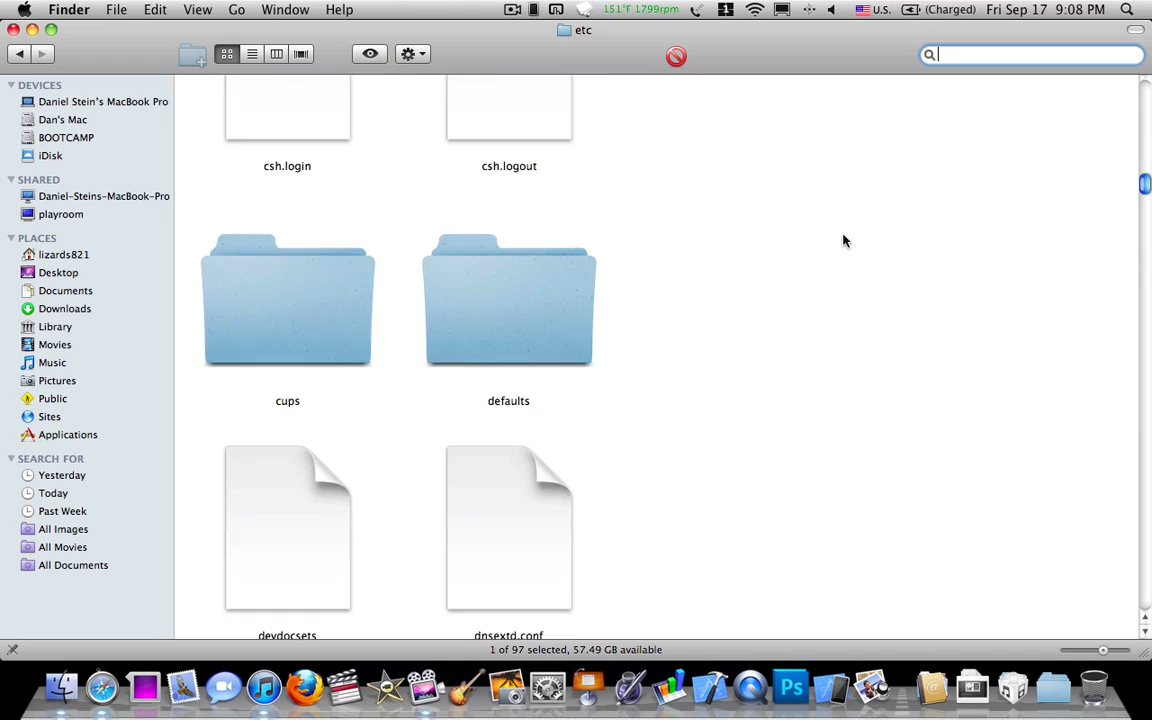 Finder File Edit View Go Window Help 151°F 1799rpm 1 U.S. (Charged) Fri Sep 17 9:08 PM
etc
DEVICES
Daniel Stein's MacBook Pro
Dan's Mac
BOOTCAMP
iDisk
SHARED
Daniel-Steins-MacBook-Pro
playroom
PLACES
lizards821
Desktop
Documents
Downloads
Library
Movies
Music
Pictures
Public
Sites
Applications
SEARCH FOR
Yesterday
Today
Past Week
All Images
All Movies
All Documents
csh.login csh.logout
cups defaults
devdocsets dnsextd.conf
1 of 97 selected, 57.49 GB available
Ps